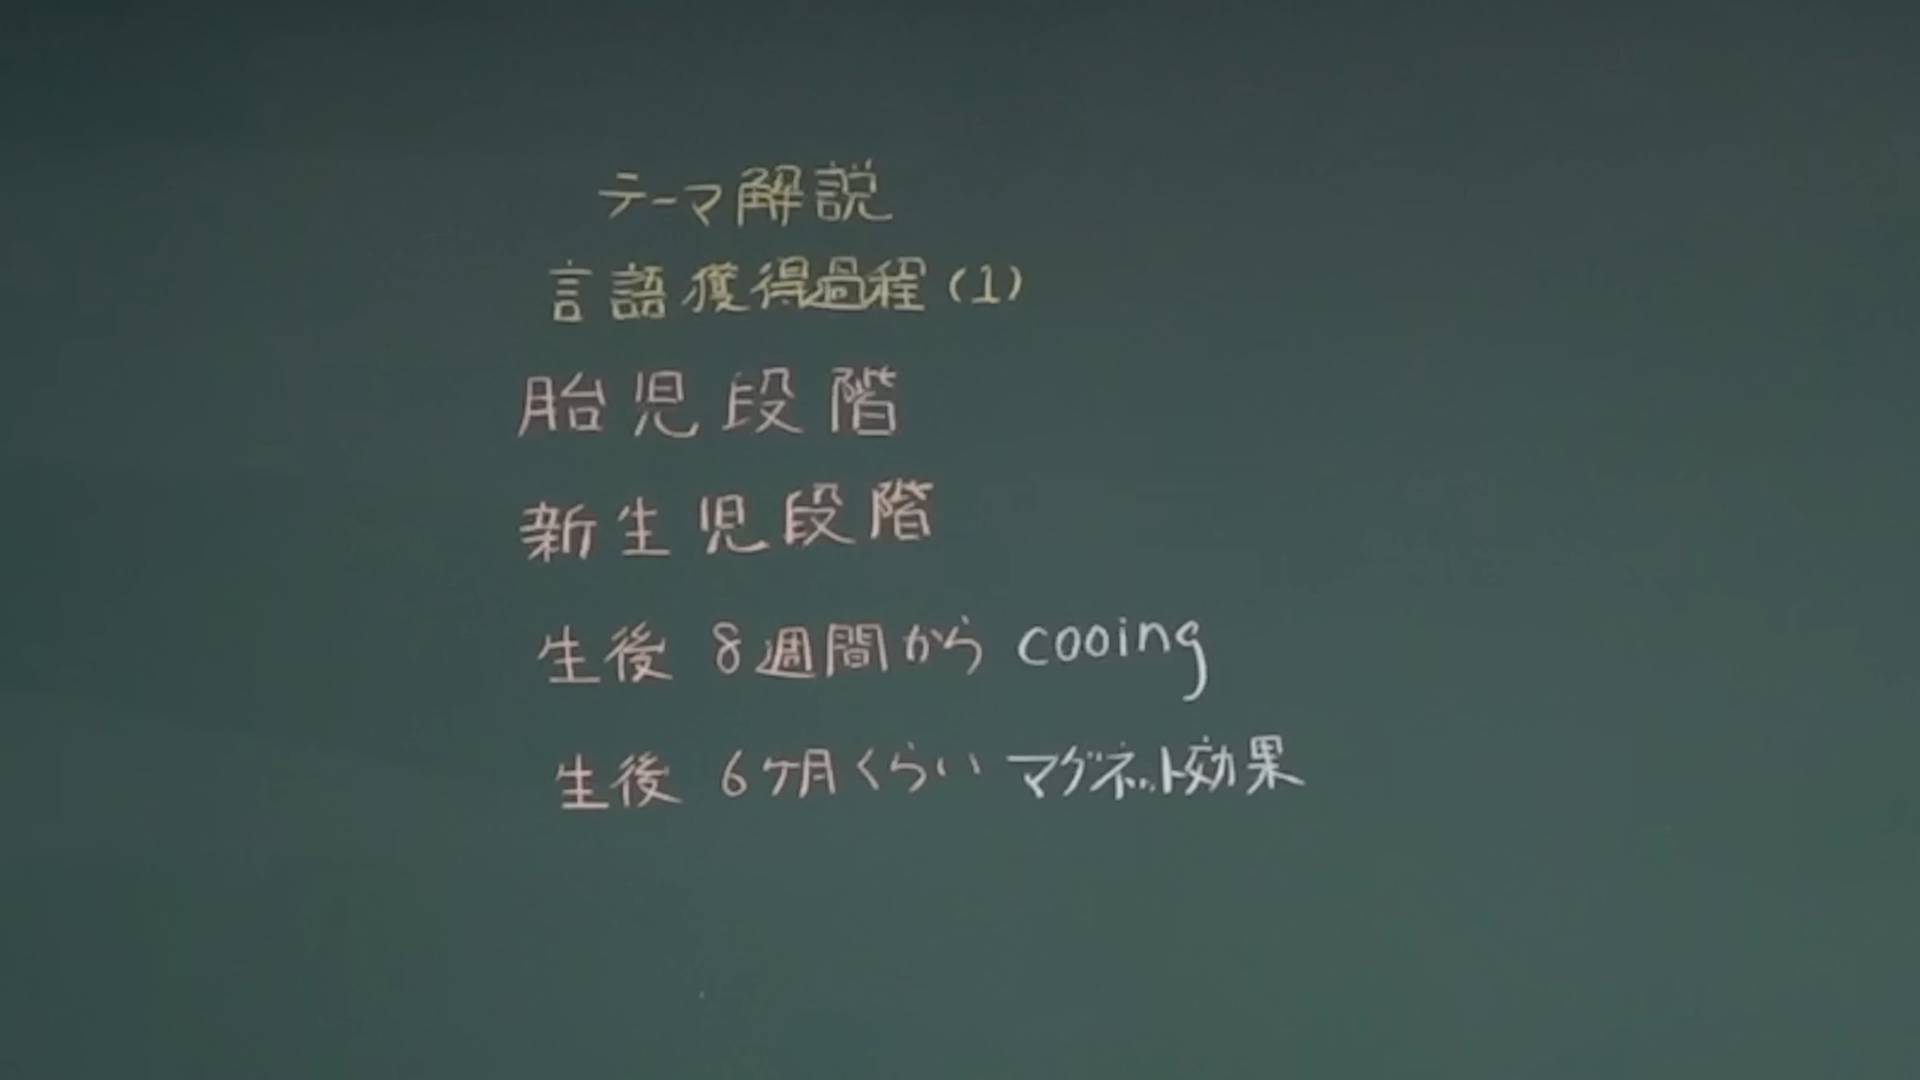 テーマ解説
言語獲得過程(1)
胎児段階
新生児段階
生後 8週間から cooing
生後 6ヶ月くらい マグネット効果